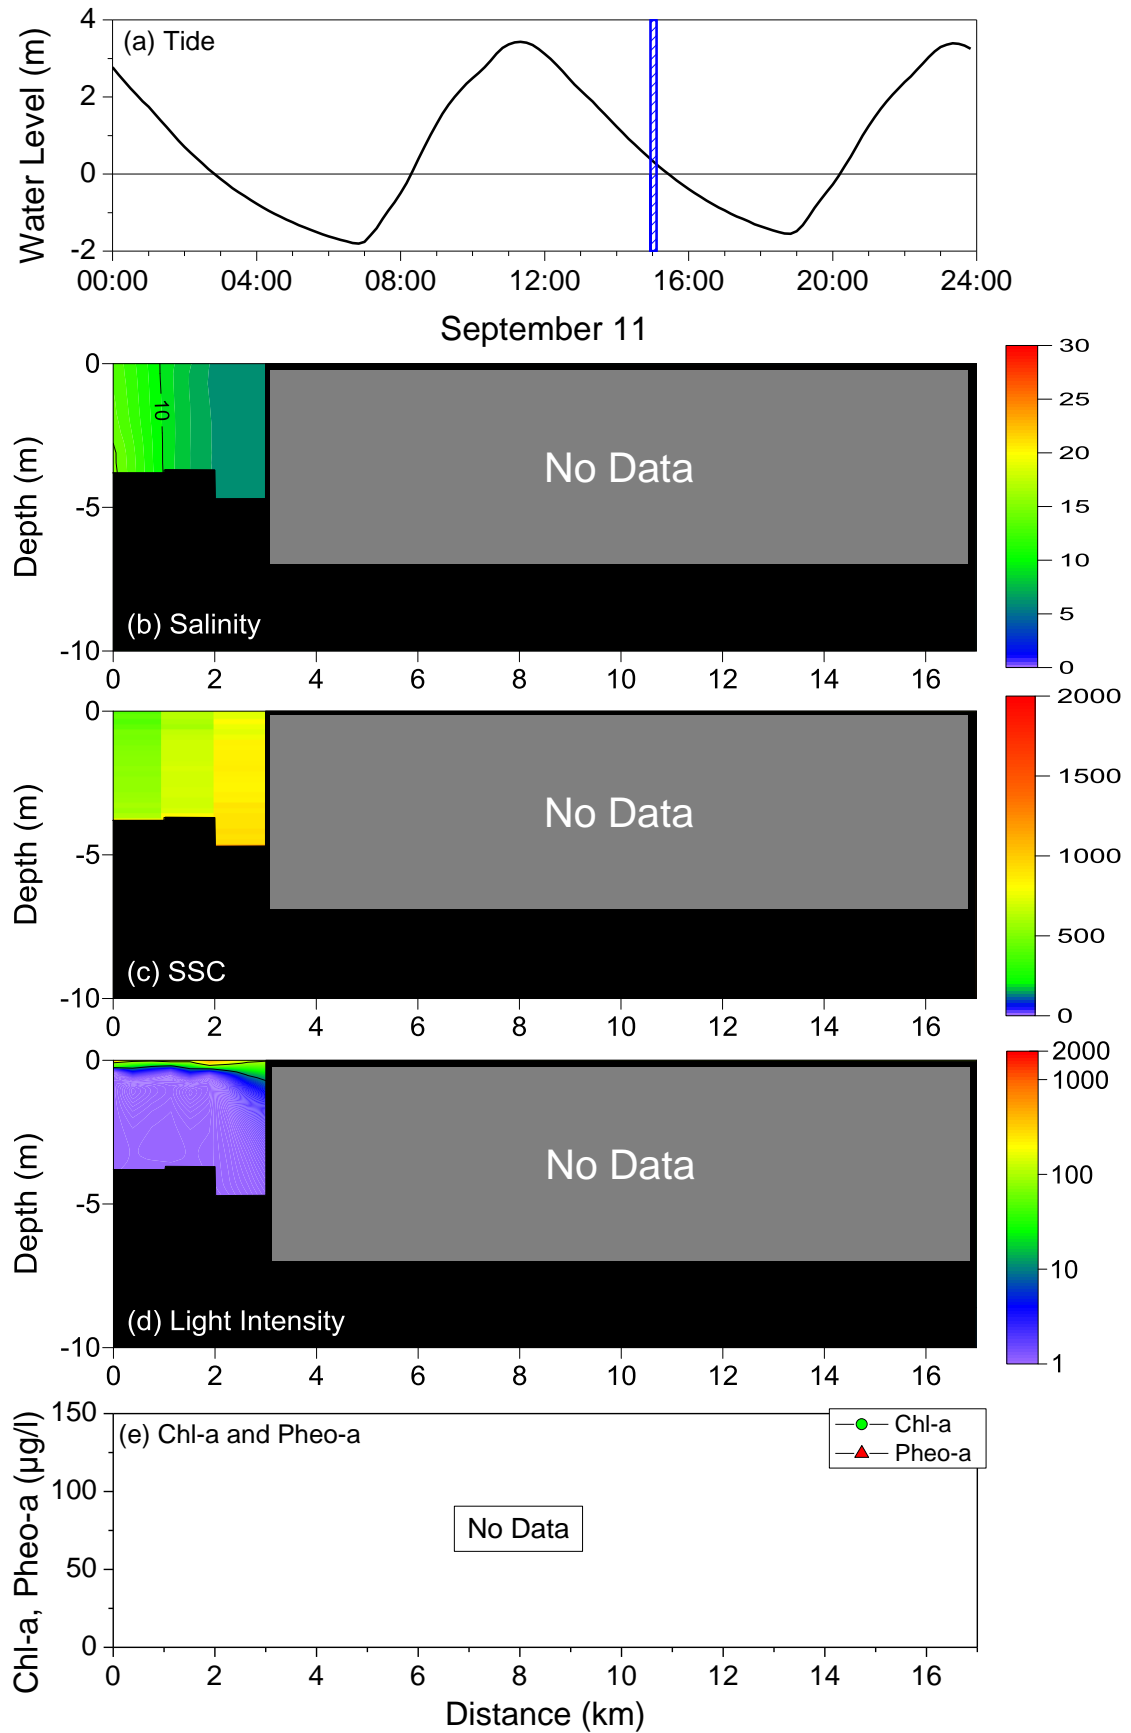 4
(a) Tide
2
0
-2
Water Level (m)
00:00 04:00 08:00 12:00 16:00 20:00 24:00
September 11
0
-5
-10
Depth (m)
10
No Data
(b) Salinity
30
25
20
15
10
5
0
0 2 4 6 8 10 12 14 16
0
-5
-10
Depth (m)
No Data
(c) SSC
2000
1500
1000
500
0
0 2 4 6 8 10 12 14 16
0
-5
-10
Depth (m)
No Data
(d) Light Intensity
2000
1000
100
10
1
0 2 4 6 8 10 12 14 16
150
100
50
0
Chl-a, Pheo-a (µg/l)
(e) Chl-a and Pheo-a
Chl-a
Pheo-a
No Data
0 2 4 6 8 10 12 14 16
Distance (km)